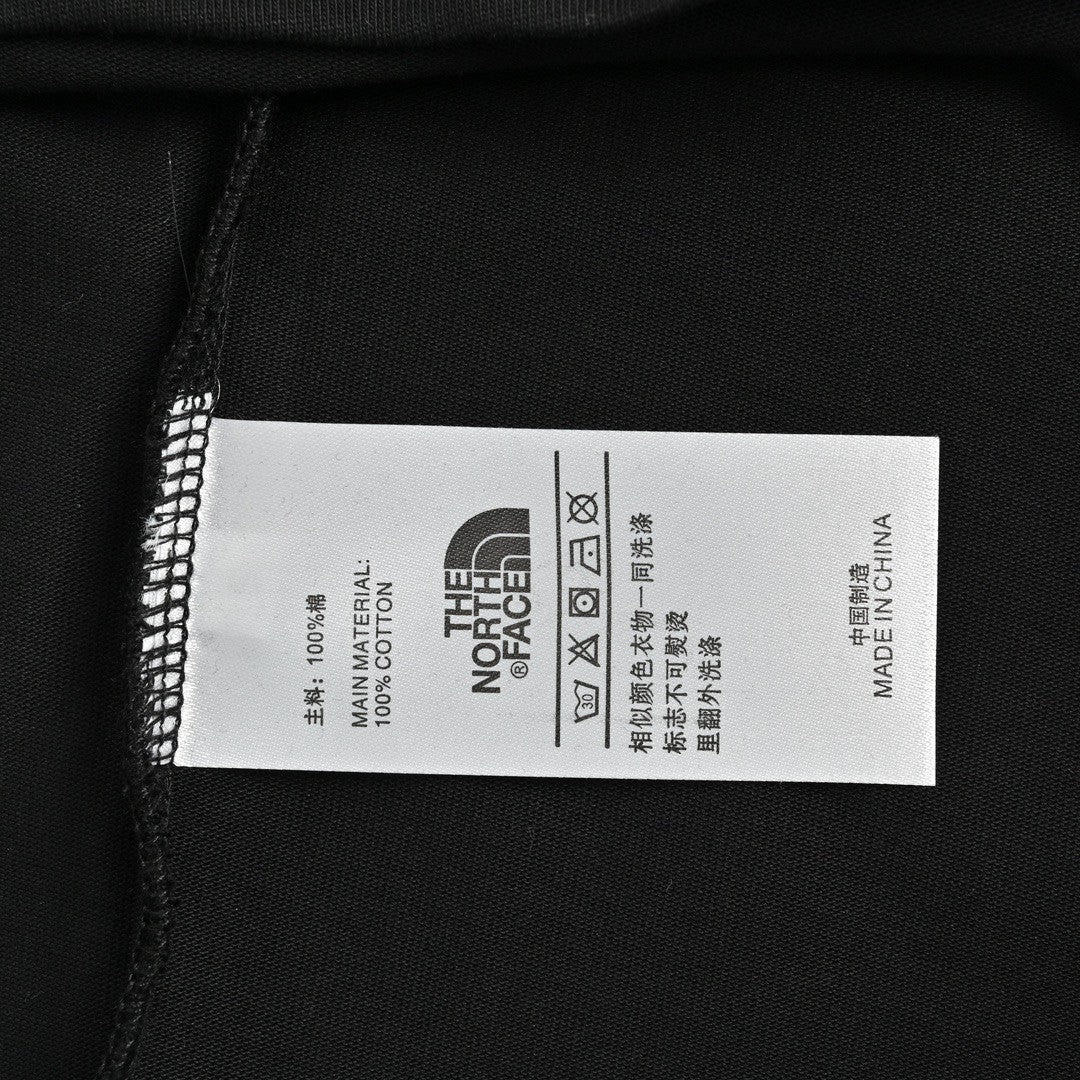 主料：100%棉
MAIN MATERIAL:
100% COTTON
THE
NORTH
®FACE
30
相似颜色衣物一同洗涤
标志不可熨烫
里翻外洗涤
中国制造
MADE IN CHINA